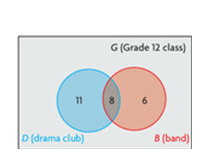 G (Grade 12 class)
11 8 6
D (drama club) B (band)